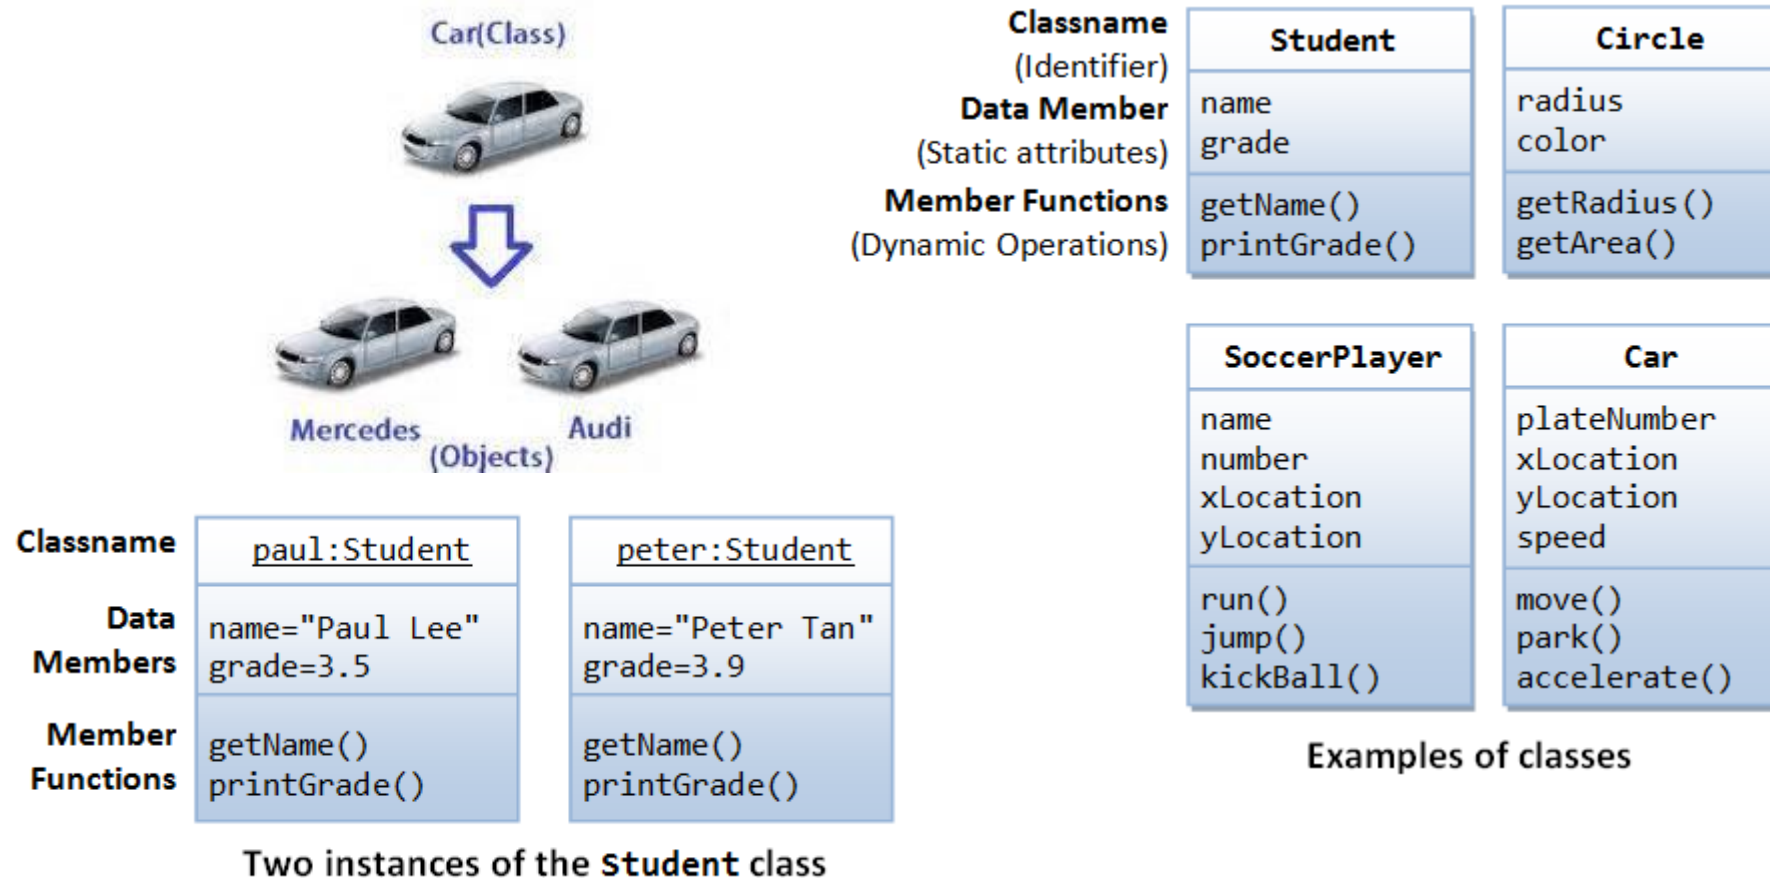 Car(Class)
Mercedes
Audi
(Objects)
Classname
(Identifier)
Data Member
(Static attributes)
Member Functions
(Dynamic Operations)
Student
name
grade
getName()
printGrade()
Circle
radius
color
getRadius()
getArea()
SoccerPlayer
name
number
xLocation
yLocation
run()
jump()
kickBall()
Car
plateNumber
xLocation
yLocation
speed
move()
park()
accelerate()
Examples of classes
Classname
Data
Members
Member
Functions
paul:Student
name="Paul Lee"
grade=3.5
getName()
printGrade()
peter:Student
name="Peter Tan"
grade=3.9
getName()
printGrade()
Two instances of the Student class